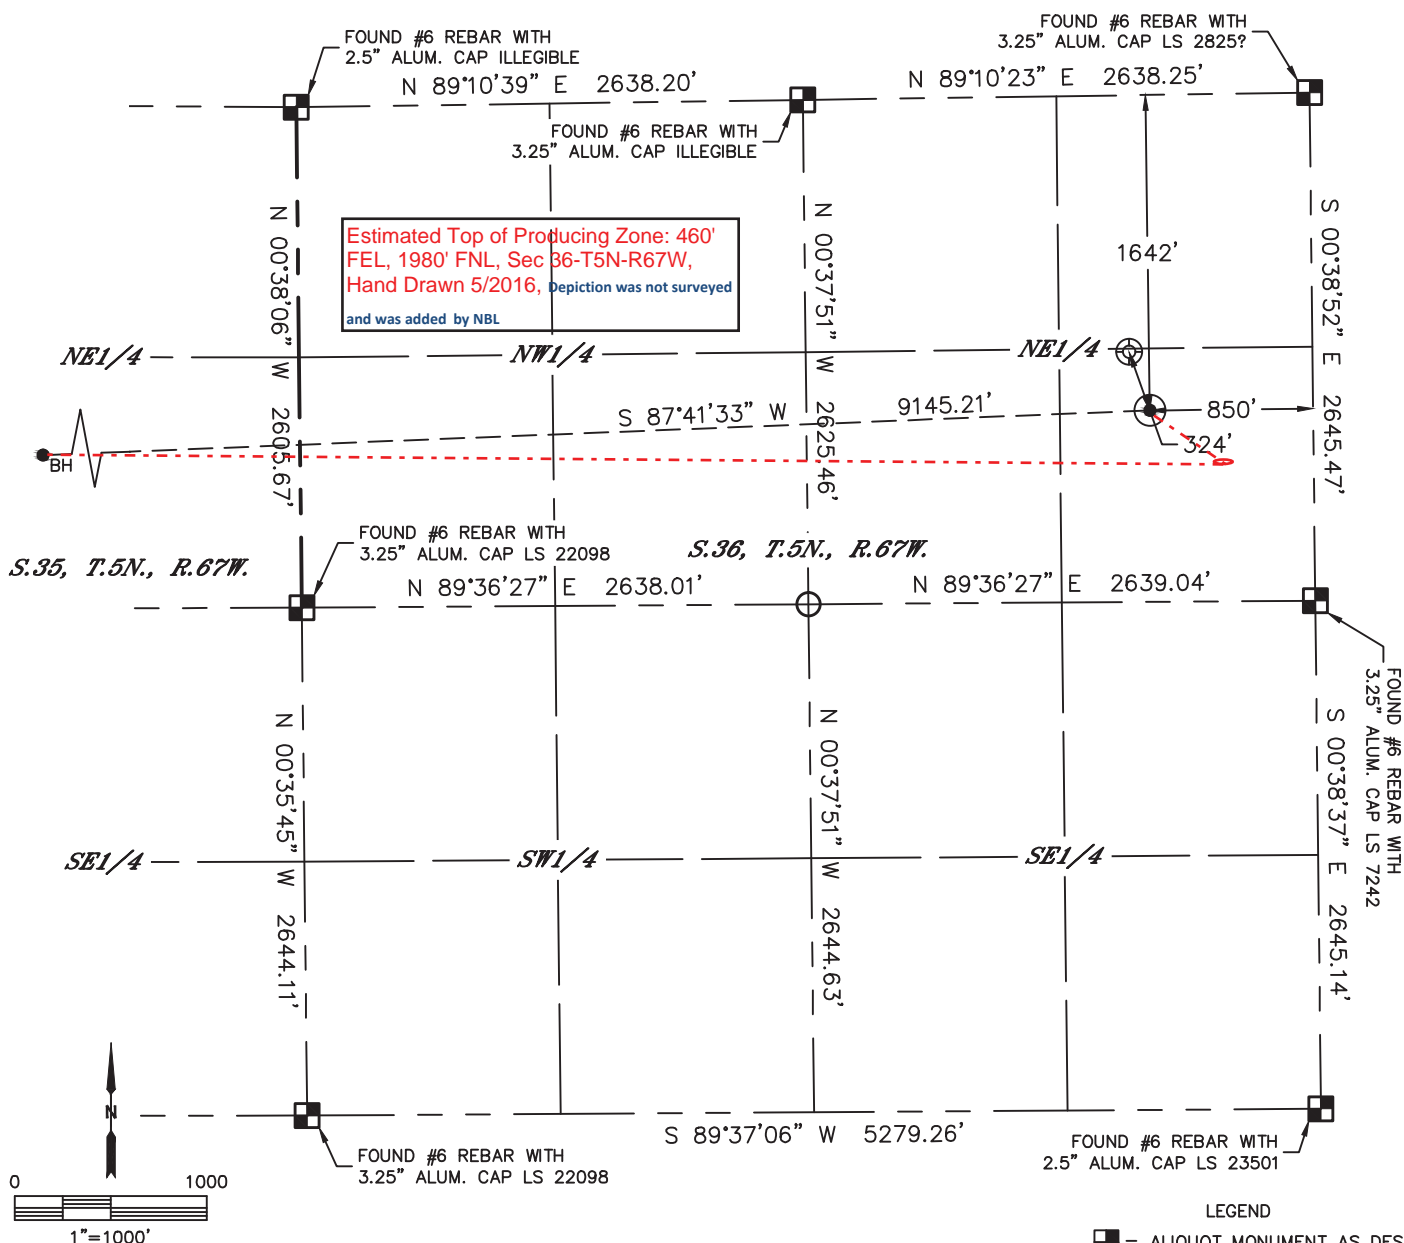 FOUND #6 REBAR WITH
2.5" ALUM. CAP ILLEGIBLE
FOUND #6 REBAR WITH
3.25" ALUM. CAP LS 2825?
N 89°10'39" E 2638.20'
N 89°10'23" E 2638.25'
FOUND #6 REBAR WITH
3.25" ALUM. CAP ILLEGIBLE
N 00°38'06" W 2605.67'
Estimated Top of Producing Zone: 460'
FEL, 1980' FNL, Sec 36-T5N-R67W,
Hand Drawn 5/2016, Depiction was not surveyed
and was added by NBL
N 00°37'51" W 2625.46'
1642'
S 00°38'52" E 2645.47'
NE1/4
NW1/4
NE1/4
S 87°41'33" W 9145.21'
850'
324'
BH
FOUND #6 REBAR WITH
3.25" ALUM. CAP LS 22098
S.35, T.5N., R.67W.
S.36, T.5N., R.67W.
N 89°36'27" E 2638.01'
N 89°36'27" E 2639.04'
FOUND #6 REBAR WITH
3.25" ALUM. CAP LS 7242
N 00°35'45" W 2644.11'
N 00°37'51" W 2644.63'
S 00°38'37" E 2645.14'
SE1/4
SW1/4
SE1/4
N
S 89°37'06" W 5279.26'
FOUND #6 REBAR WITH
3.25" ALUM. CAP LS 22098
FOUND #6 REBAR WITH
2.5" ALUM. CAP LS 23501
0 1000
1"=1000'
LEGEND
= ALIQUOT MONUMENT AS DES